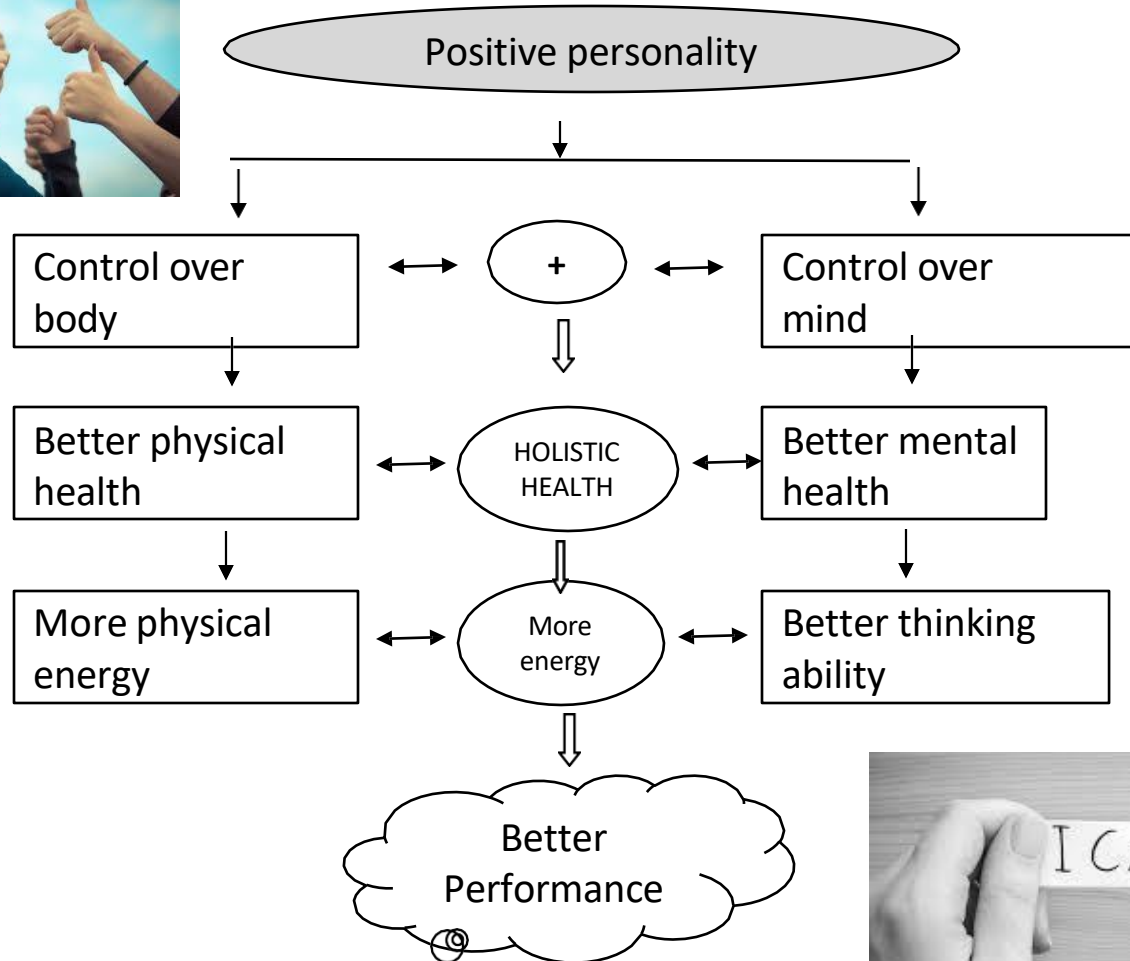 Positive personality
Control over
body
+
Control over
mind
Better physical
health
HOLISTIC
HEALTH
Better mental
health
More physical
energy
More
energy
Better thinking
ability
Better
Performance
I C